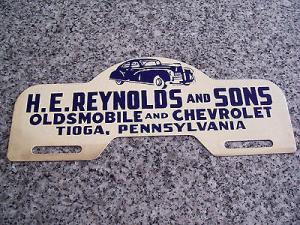 H.E. REYNOLDS AND SONS
OLDSMOBILE AND CHEVROLET
TIOGA, PENNSYLVANIA